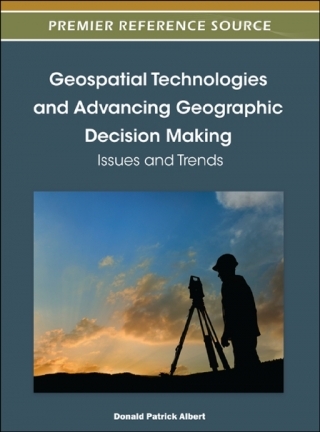 PREMIER REFERENCE SOURCE
Geospatial Technologies
and Advancing Geographic
Decision Making
Issues and Trends
Donald Patrick Albert